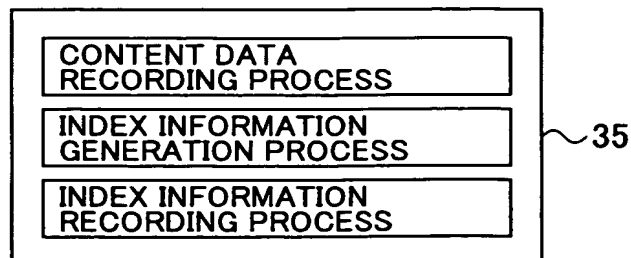 CONTENT DATA
RECORDING PROCESS
INDEX INFORMATION
GENERATION PROCESS
35
INDEX INFORMATION
RECORDING PROCESS